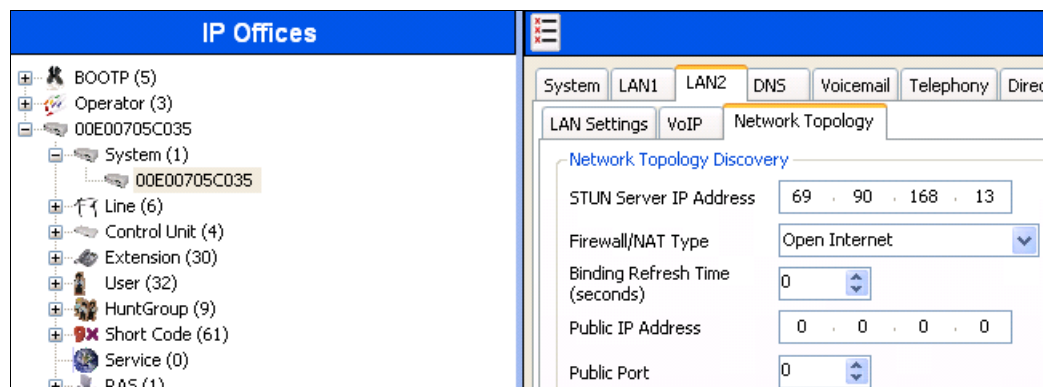 IP Offices
BOOTP (5)
Operator (3)
00E00705C035
System (1)
00E00705C035
Line (6)
Control Unit (4)
Extension (30)
User (32)
HuntGroup (9)
Short Code (61)
Service (0)
RAS (1)
System LAN1 LAN2 DNS Voicemail Telephony Direc
LAN Settings VoIP Network Topology
Network Topology Discovery
STUN Server IP Address 69 . 90 . 168 . 13
Firewall/NAT Type Open Internet
Binding Refresh Time
(seconds) 0
Public IP Address 0 . 0 . 0 . 0
Public Port 0